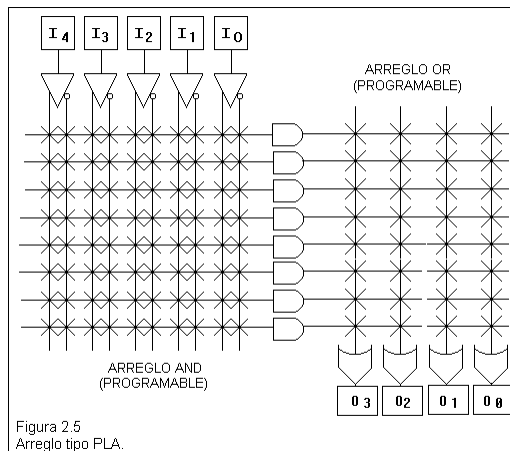 I4 I3 I2 I1 I0
ARREGLO OR
(PROGRAMABLE)
ARREGLO AND
(PROGRAMABLE)
O3 O2 O1 O0
Figura 2.5
Arreglo tipo PLA.